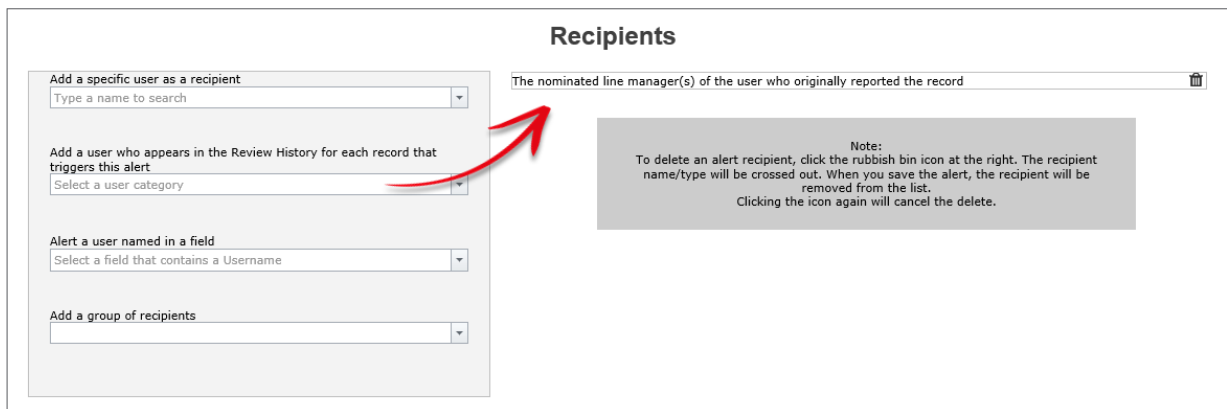 Recipients
Add a specific user as a recipient
Type a name to search
Add a user who appears in the Review History for each record that
triggers this alert
Select a user category
Alert a user named in a field
Select a field that contains a Username
Add a group of recipients
The nominated line manager(s) of the user who originally reported the record
Note:
To delete an alert recipient, click the rubbish bin icon at the right. The recipient
name/type will be crossed out. When you save the alert, the recipient will be
removed from the list.
Clicking the icon again will cancel the delete.